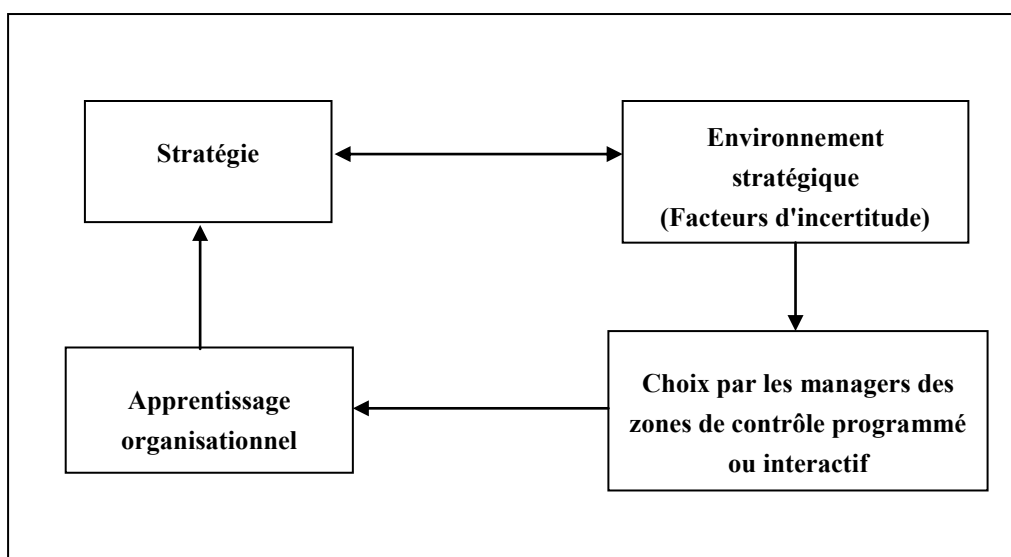 Stratégie
Environnement
stratégique
(Facteurs d'incertitude)
Apprentissage
organisationnel
Choix par les managers des
zones de contrôle programmé
ou interactif